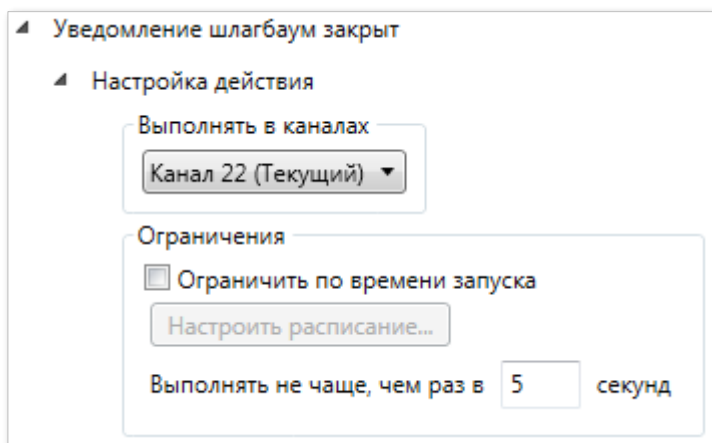 Уведомление шлагбаум закрыт
Настройка действия
Выполнять в каналах
Канал 22 (Текущий)
Ограничения
Ограничить по времени запуска
Настроить расписание...
Выполнять не чаще, чем раз в 5 секунд